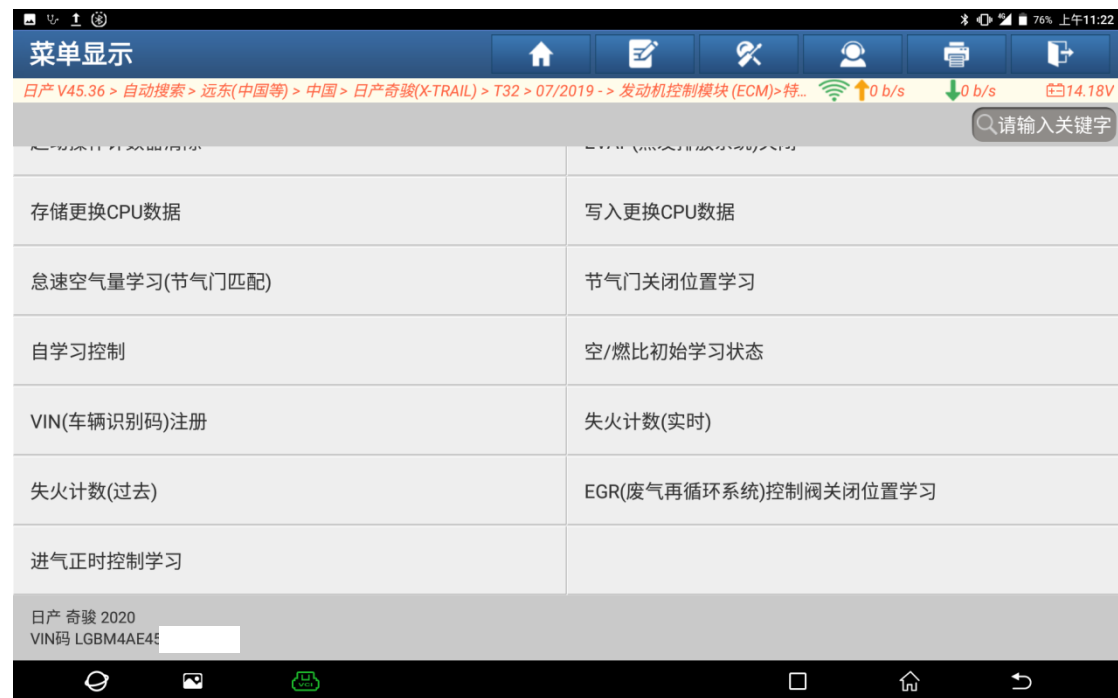 76% 上午11:22
菜单显示
日产 V45.36 > 自动搜索 > 远东(中国等) > 中国 > 日产奇骏(X-TRAIL) > T32 > 07/2019 - > 发动机控制模块 (ECM)>特... 0 b/s 0 b/s 14.18V
请输入关键字
存储更换CPU数据 写入更换CPU数据
怠速空气量学习(节气门匹配) 节气门关闭位置学习
自学习控制 空/燃比初始学习状态
VIN(车辆识别码)注册 失火计数(实时)
失火计数(过去) EGR(废气再循环系统)控制阀关闭位置学习
进气正时控制学习
日产 奇骏 2020
VIN码 LGBM4AE45
VCI